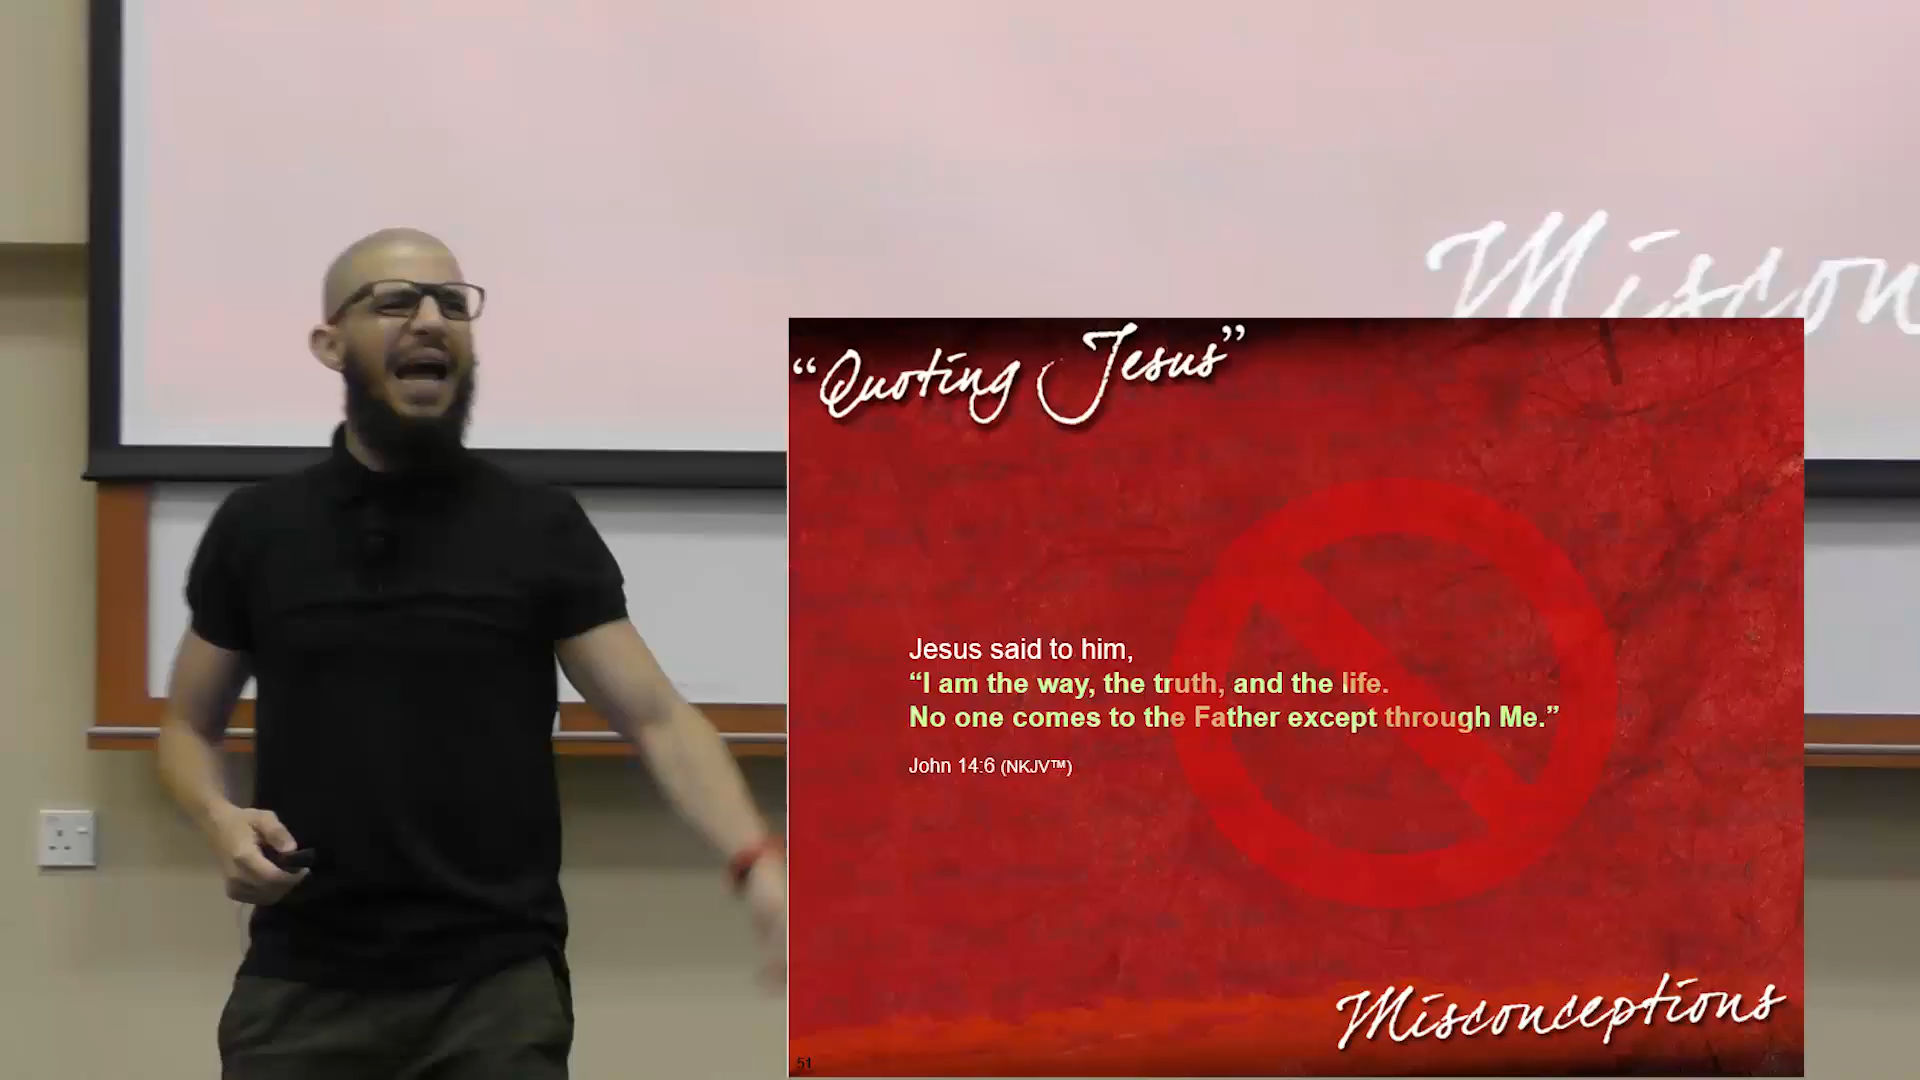 Miscon
“Quoting Jesus”
Jesus said to him,
“I am the way, the truth, and the life.
No one comes to the Father except through Me.”
John 14:6 (NKJV™)
Misconceptions
51